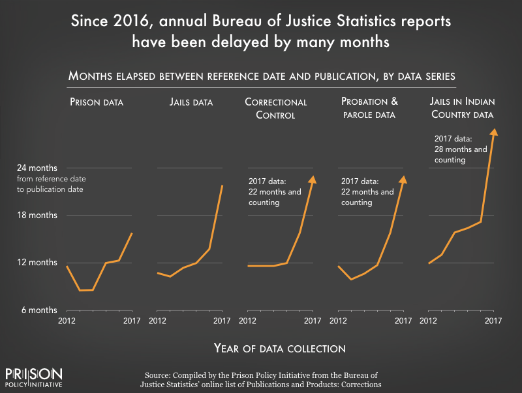 Since 2016, annual Bureau of Justice Statistics reports
have been delayed by many months
MONTHS ELAPSED BETWEEN REFERENCE DATE AND PUBLICATION, BY DATA SERIES
PRISON DATA
JAILS DATA
CORRECTIONAL
CONTROL
PROBATION &
PAROLE DATA
JAILS IN INDIAN
COUNTRY DATA
24 months
from reference date
to publication date
18 months
12 months
6 months
2017 data:
22 months and
counting
2017 data:
22 months and
counting
2017 data:
28 months and
counting
2012 2017
2012 2017
2012 2017
2012 2017
2012 2017
YEAR OF DATA COLLECTION
PRISON
POLICY INITIATIVE
Source: Compiled by the Prison Policy Initiative from the Bureau of
Justice Statistics' online list of Publications and Products: Corrections